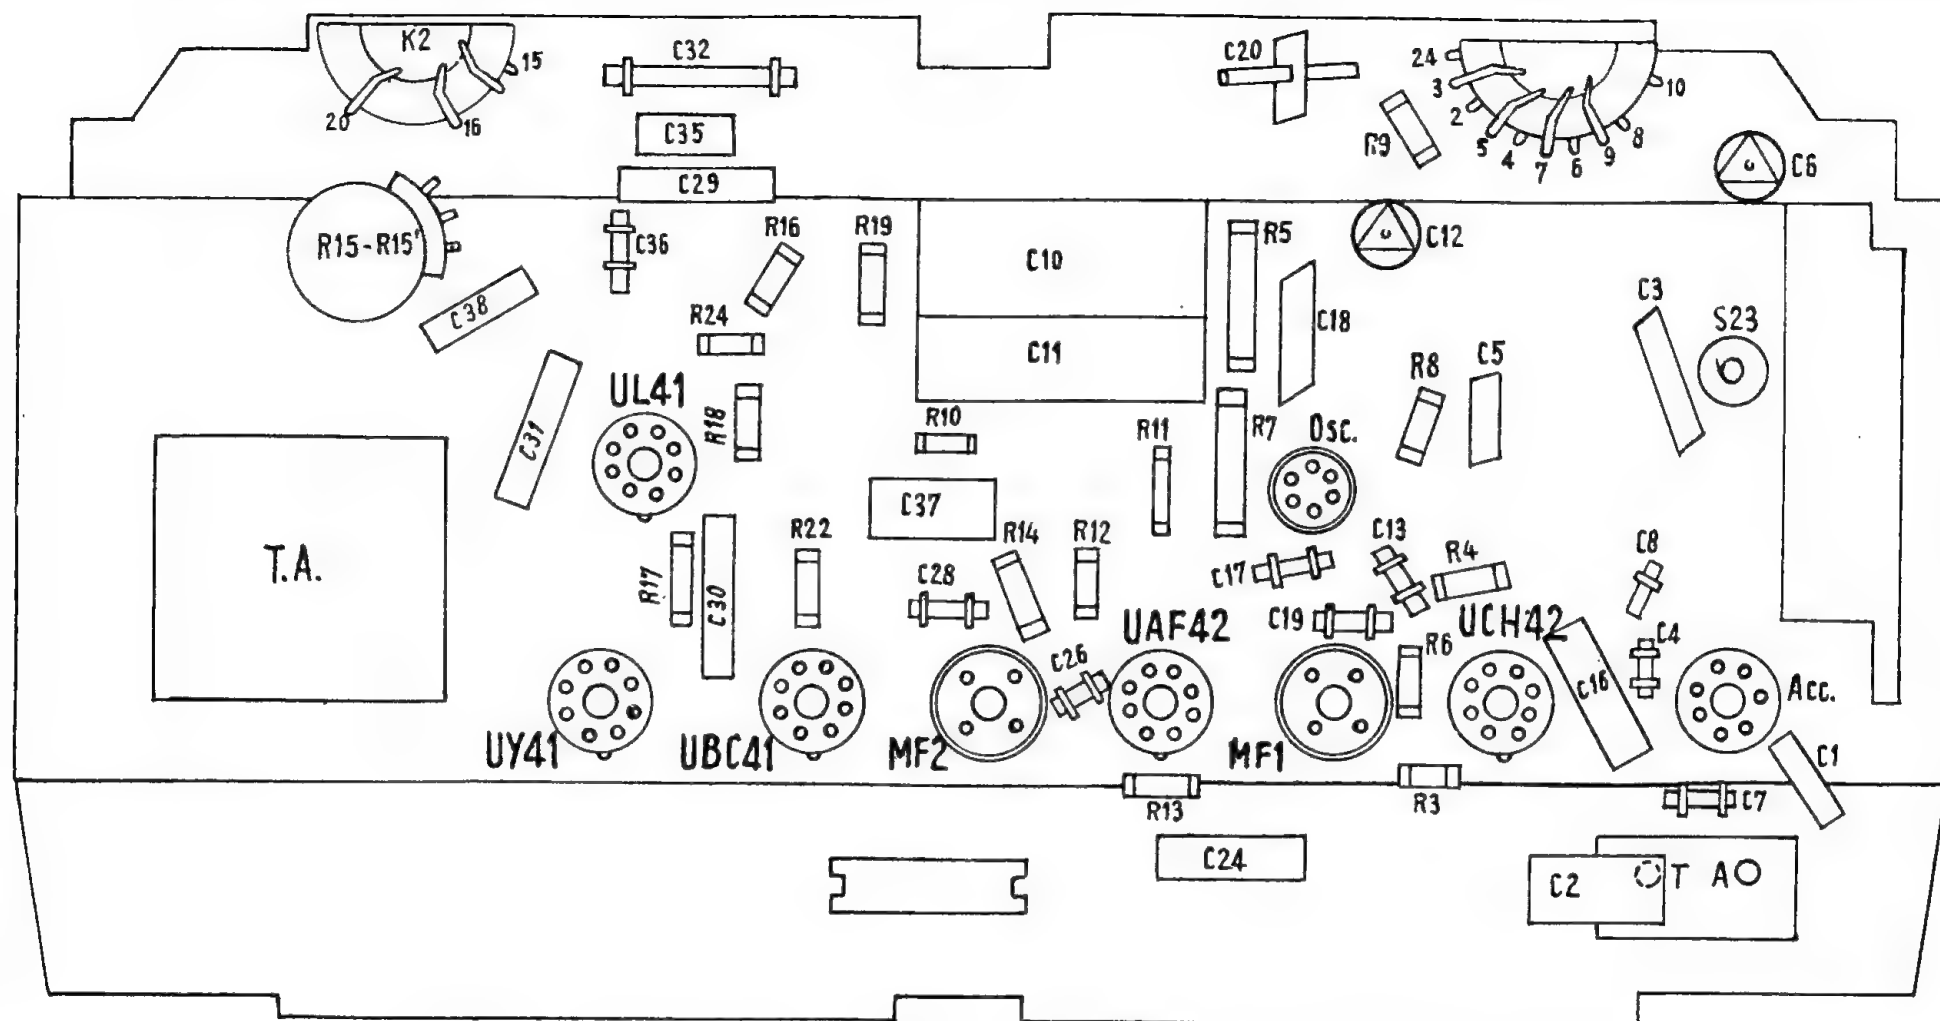 K2
15
20
16
C32
C35
C29
C20
24
3
2
5
4
7
6
9
8
10
R9
C6
R15-R15'
C36
R16
R19
C10
R5
C12
C38
R24
C18
C3
S23
C11
UL41
R18
R10
R11
R7
Osc.
R8
C5
C31
C37
T.A.
R17
C30
R22
C28
R14
R12
C17
C13
R4
C8
UAF42
C19
UCH42
C4
C26
R6
C16
Acc.
UY41
UBC41
MF2
MF1
C1
R13
R3
C7
C24
C2
T A